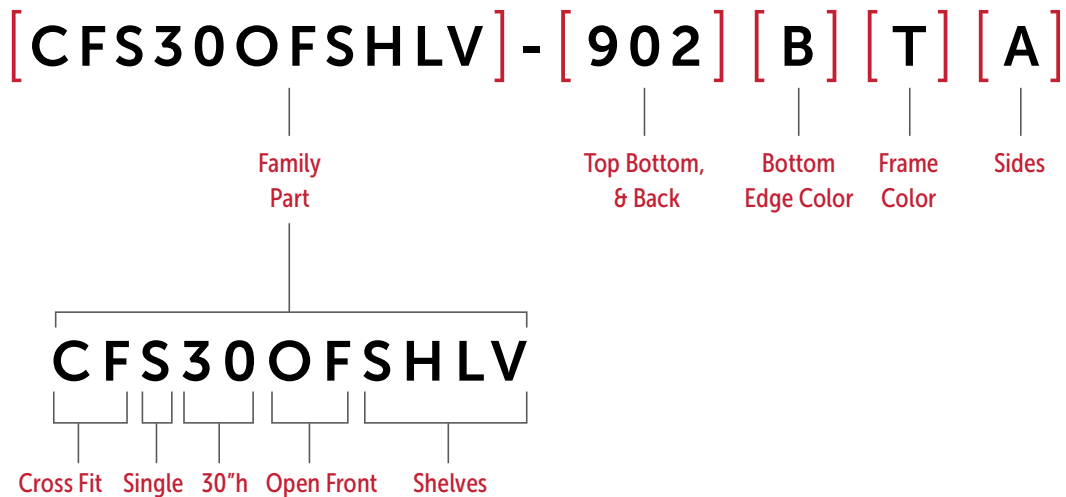 [CFS30OFSHLV]-[902][B][T][A]
Family Part
Top Bottom, & Back
Bottom Edge Color
Frame Color
Sides
CFS30OFSHLV
Cross Fit Single 30"h Open Front Shelves